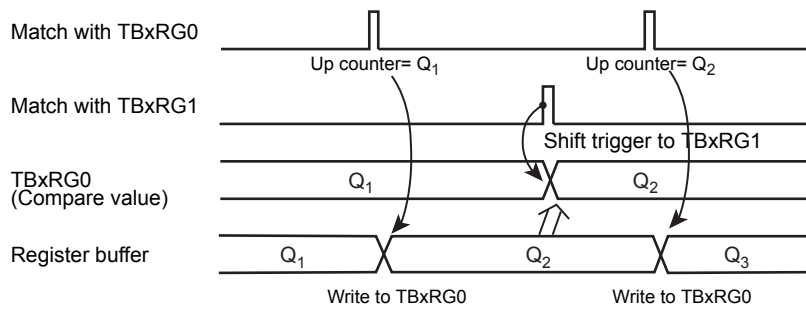 Match with TBxRG0
Up counter= Q1
Up counter= Q2
Match with TBxRG1
Shift trigger to TBxRG1
TBxRG0
(Compare value)
Q1
Q2
Register buffer
Q1
Q2
Q3
Write to TBxRG0
Write to TBxRG0